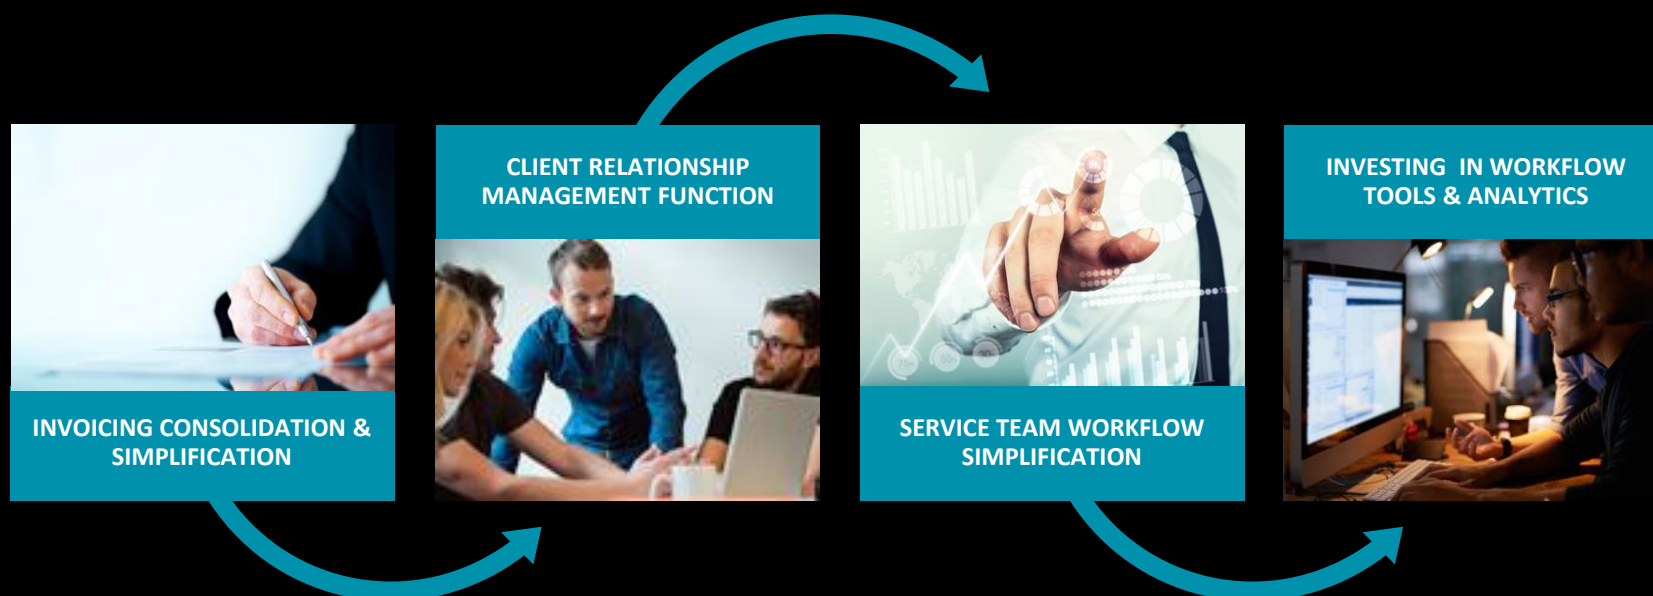 INVOICING CONSOLIDATION &
SIMPLIFICATION
CLIENT RELATIONSHIP
MANAGEMENT FUNCTION
SERVICE TEAM WORKFLOW
SIMPLIFICATION
INVESTING IN WORKFLOW
TOOLS & ANALYTICS